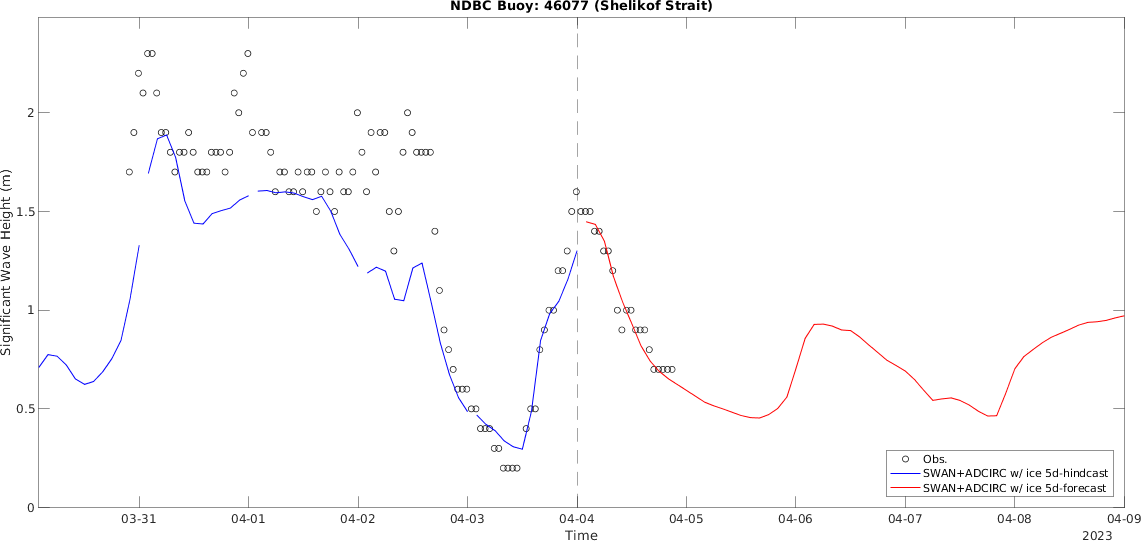 NDBC Buoy: 46077 (Shelikof Strait)
Significant Wave Height (m)
2
1.5
1
0.5
0
03-31 04-01 04-02 04-03 04-04 04-05 04-06 04-07 04-08 04-09
Time
2023
Obs.
SWAN+ADCIRC w/ ice 5d-hindcast
SWAN+ADCIRC w/ ice 5d-forecast